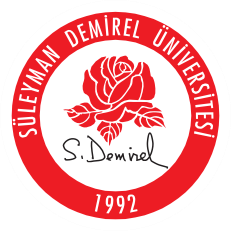 SÜLEYMAN DEMİREL ÜNİVERSİTESİ
S. Demirel
1992